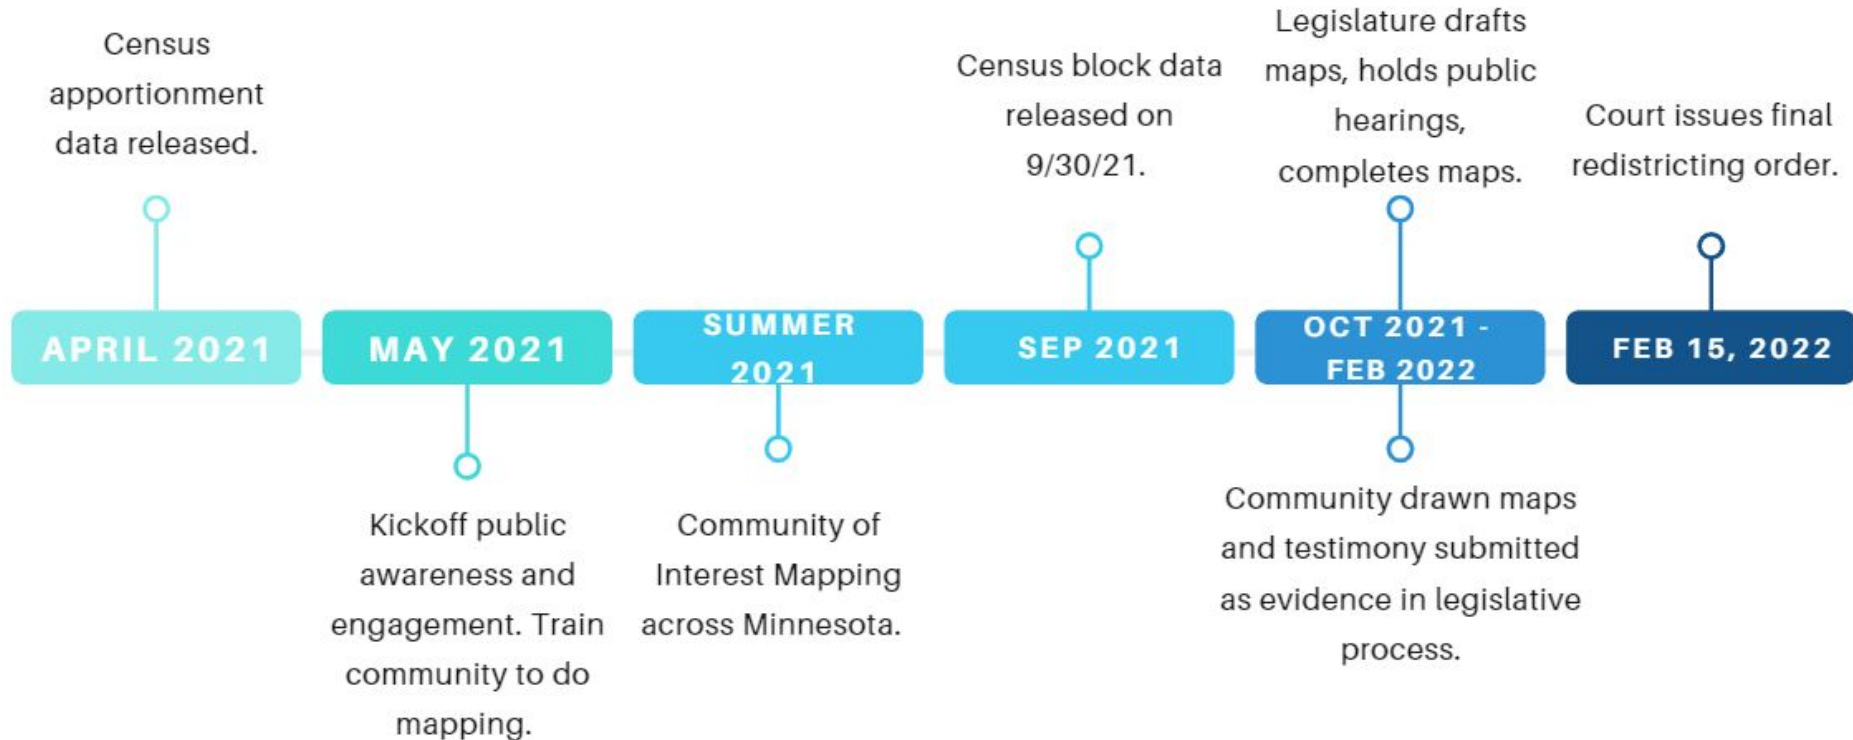 Census
apportionment
data released.
APRIL 2021
MAY 2021
Kickoff public
awareness and
engagement. Train
community to do
mapping.
SUMMER
2021
Community of
Interest Mapping
across Minnesota.
Census block data
released on
9/30/21.
SEP 2021
Legislature drafts
maps, holds public
hearings,
completes maps.
OCT 2021 -
FEB 2022
Community drawn maps
and testimony submitted
as evidence in legislative
process.
Court issues final
redistricting order.
FEB 15, 2022